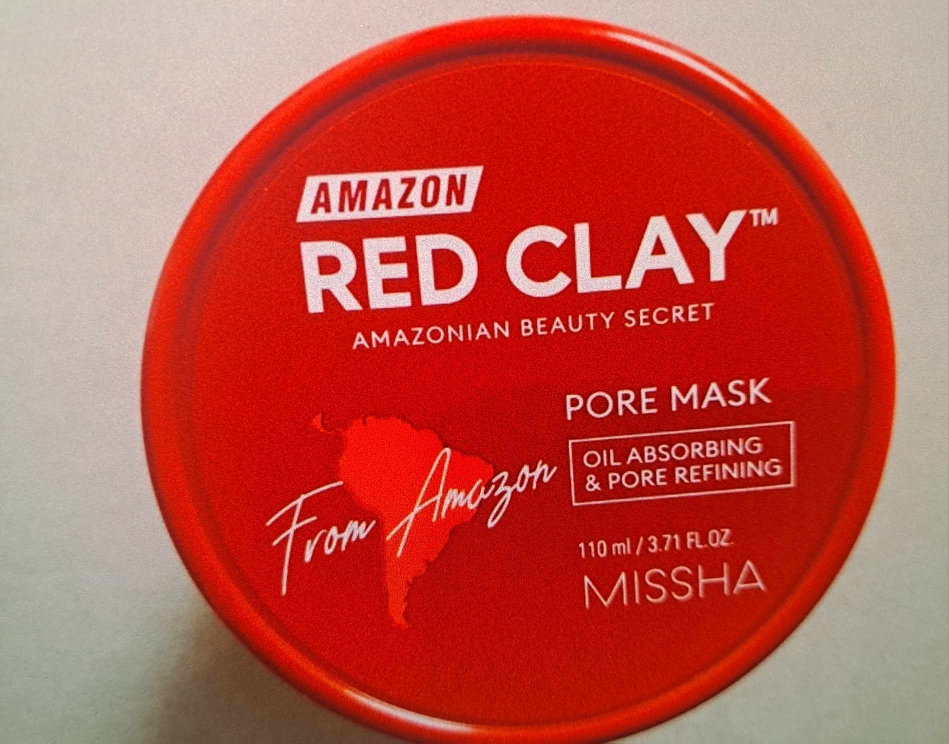 AMAZON
RED CLAY™
AMAZONIAN BEAUTY SECRET
PORE MASK
OIL ABSORBING
& PORE REFINING
From Amazon
110 ml / 3.71 FL.OZ.
MISSHA